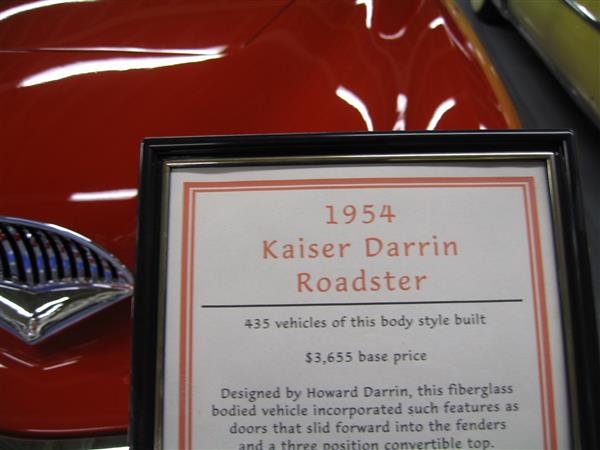 1954
Kaiser Darrin
Roadster
435 vehicles of this body style built
$3,655 base price
Designed by Howard Darrin, this fiberglass
bodied vehicle incorporated such features as
doors that slid forward into the fenders
and a three position convertible top.